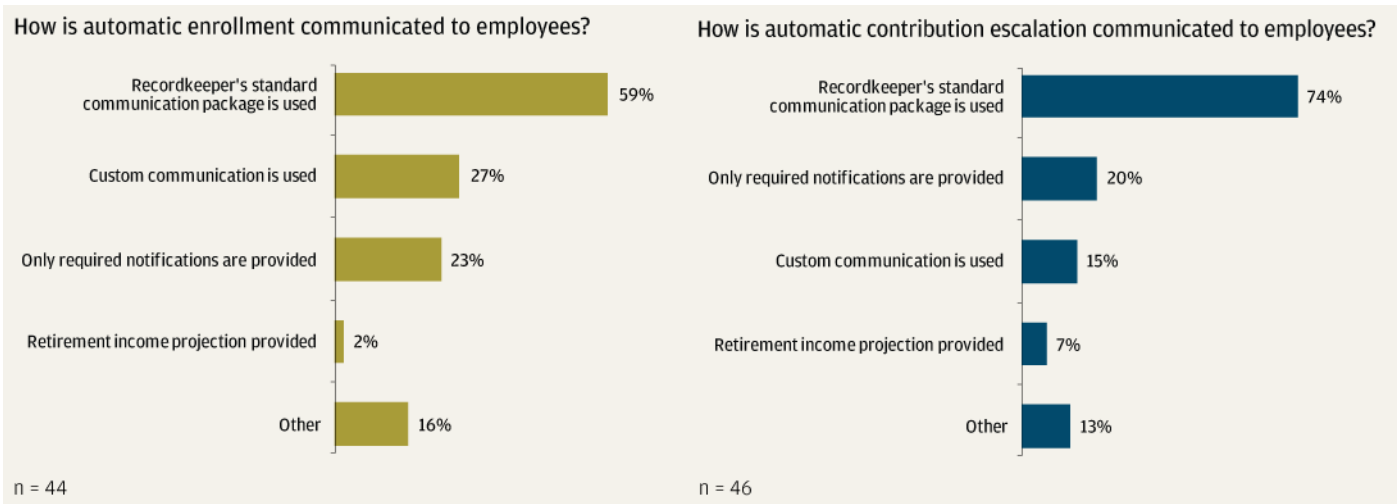 How is automatic enrollment communicated to employees?
Recordkeeper's standard
communication package is used
59%
Custom communication is used
27%
Only required notifications are provided
23%
Retirement income projection provided
2%
Other
16%
n = 44
How is automatic contribution escalation communicated to employees?
Recordkeeper's standard
communication package is used
74%
Only required notifications are provided
20%
Custom communication is used
15%
Retirement income projection provided
7%
Other
13%
n = 46